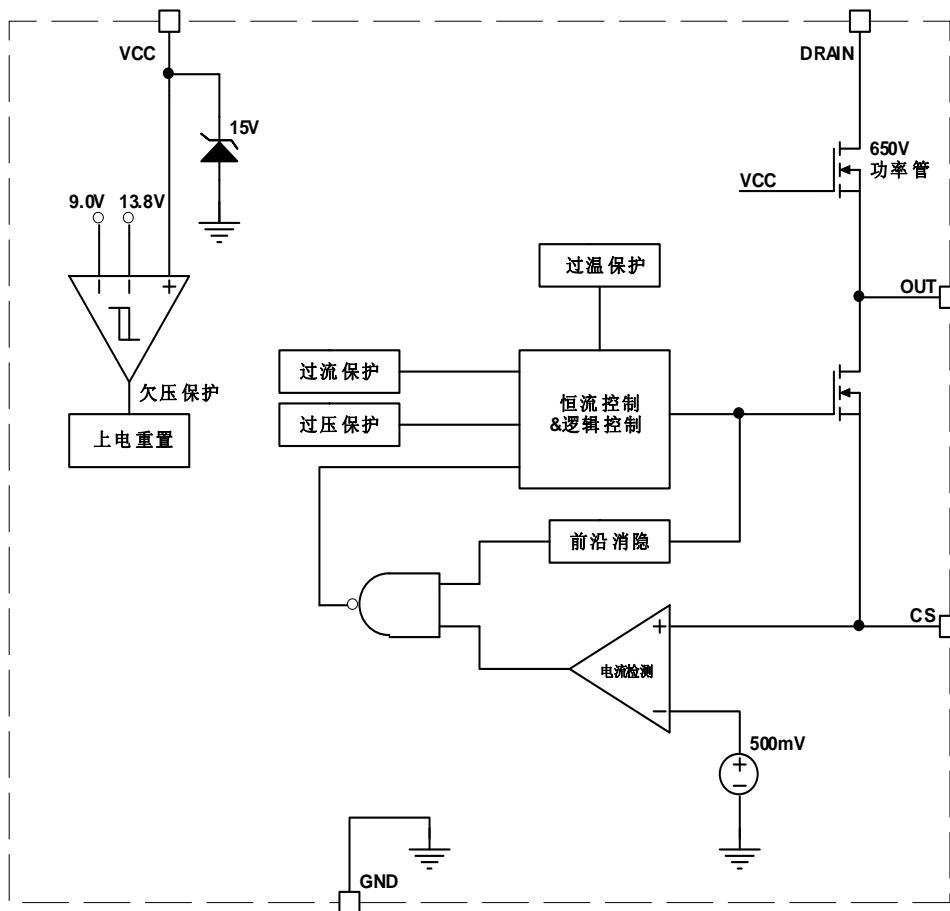 VCC
DRAIN
15V
650V
功率管
VCC
9.0V 13.8V
过温保护
OUT
欠压保护
上电重置
过流保护
过压保护
恒流控制
&逻辑控制
前沿消隐
CS
电流检测
500mV
GND